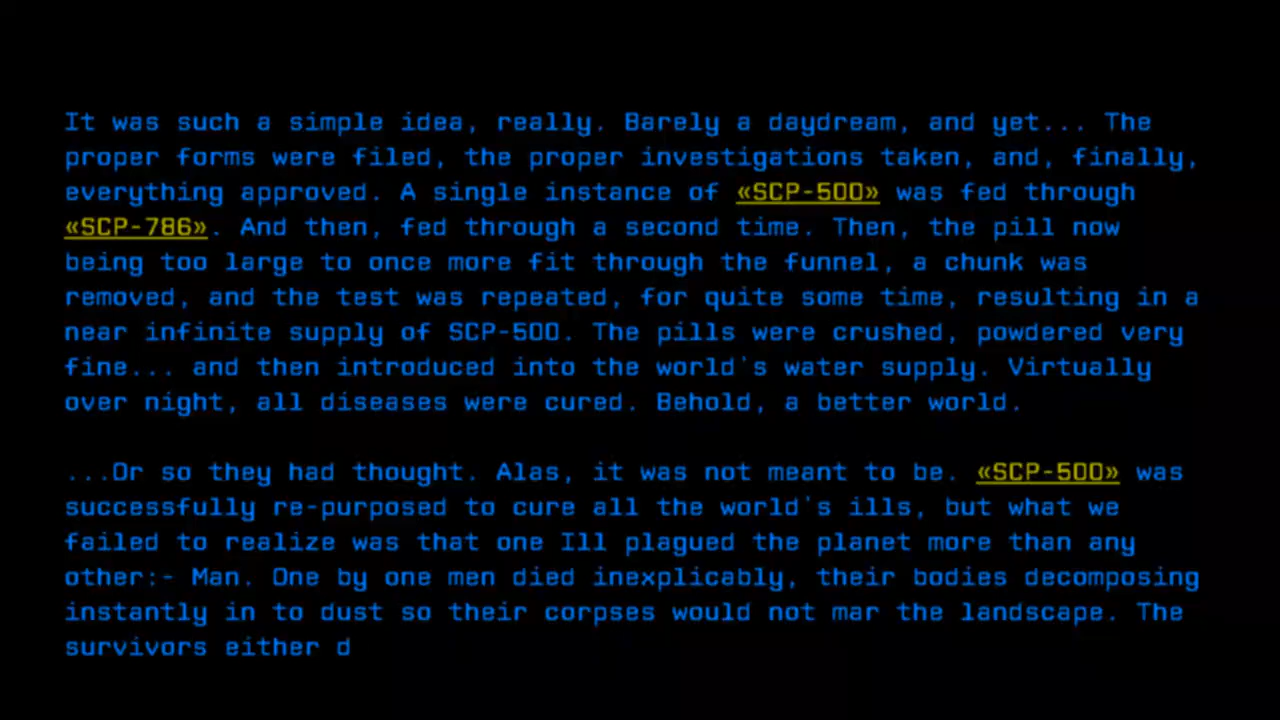 It was such a simple idea, really. Barely a daydream, and yet... The
proper forms were filed, the proper investigations taken, and, finally,
everything approved. A single instance of «SCP-500» was fed through
«SCP-786». And then, fed through a second time. Then, the pill now
being too large to once more fit through the funnel, a chunk was
removed, and the test was repeated, for quite some time, resulting in a
near infinite supply of SCP-500. The pills were crushed, powdered very
fine... and then introduced into the world's water supply. Virtually
over night, all diseases were cured. Behold, a better world.
...Or so they had thought. Alas, it was not meant to be. «SCP-500» was
successfully re-purposed to cure all the world's ills, but what we
failed to realize was that one Ill plagued the planet more than any
other:- Man. One by one men died inexplicably, their bodies decomposing
instantly in to dust so their corpses would not mar the landscape. The
survivors either d